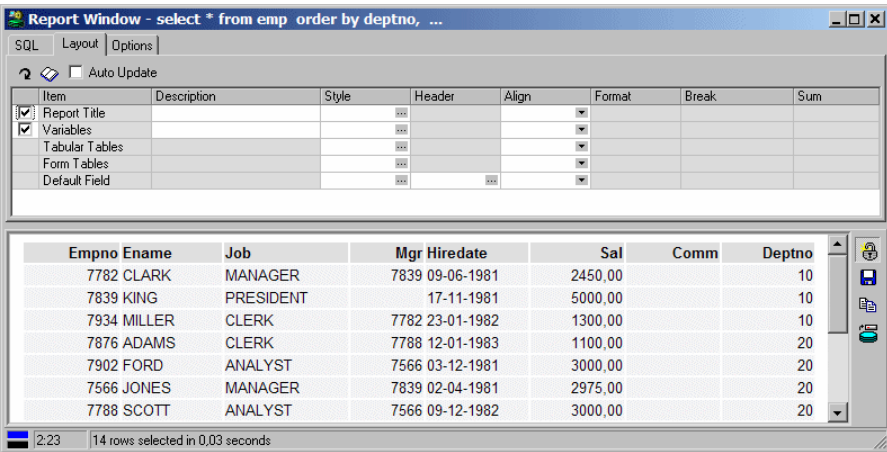 Report Window - select * from emp order by deptno, ...
SQL Layout Options
Auto Update
Item Description Style Header Align Format Break Sum
Report Title
Variables
Tabular Tables
Form Tables
Default Field
Empno Ename Job Mgr Hiredate Sal Comm Deptno
7782 CLARK MANAGER 7839 09-06-1981 2450,00 10
7839 KING PRESIDENT 17-11-1981 5000,00 10
7934 MILLER CLERK 7782 23-01-1982 1300,00 10
7876 ADAMS CLERK 7788 12-01-1983 1100,00 20
7902 FORD ANALYST 7566 03-12-1981 3000,00 20
7566 JONES MANAGER 7839 02-04-1981 2975,00 20
7788 SCOTT ANALYST 7566 09-12-1982 3000,00 20
2:23 14 rows selected in 0,03 seconds